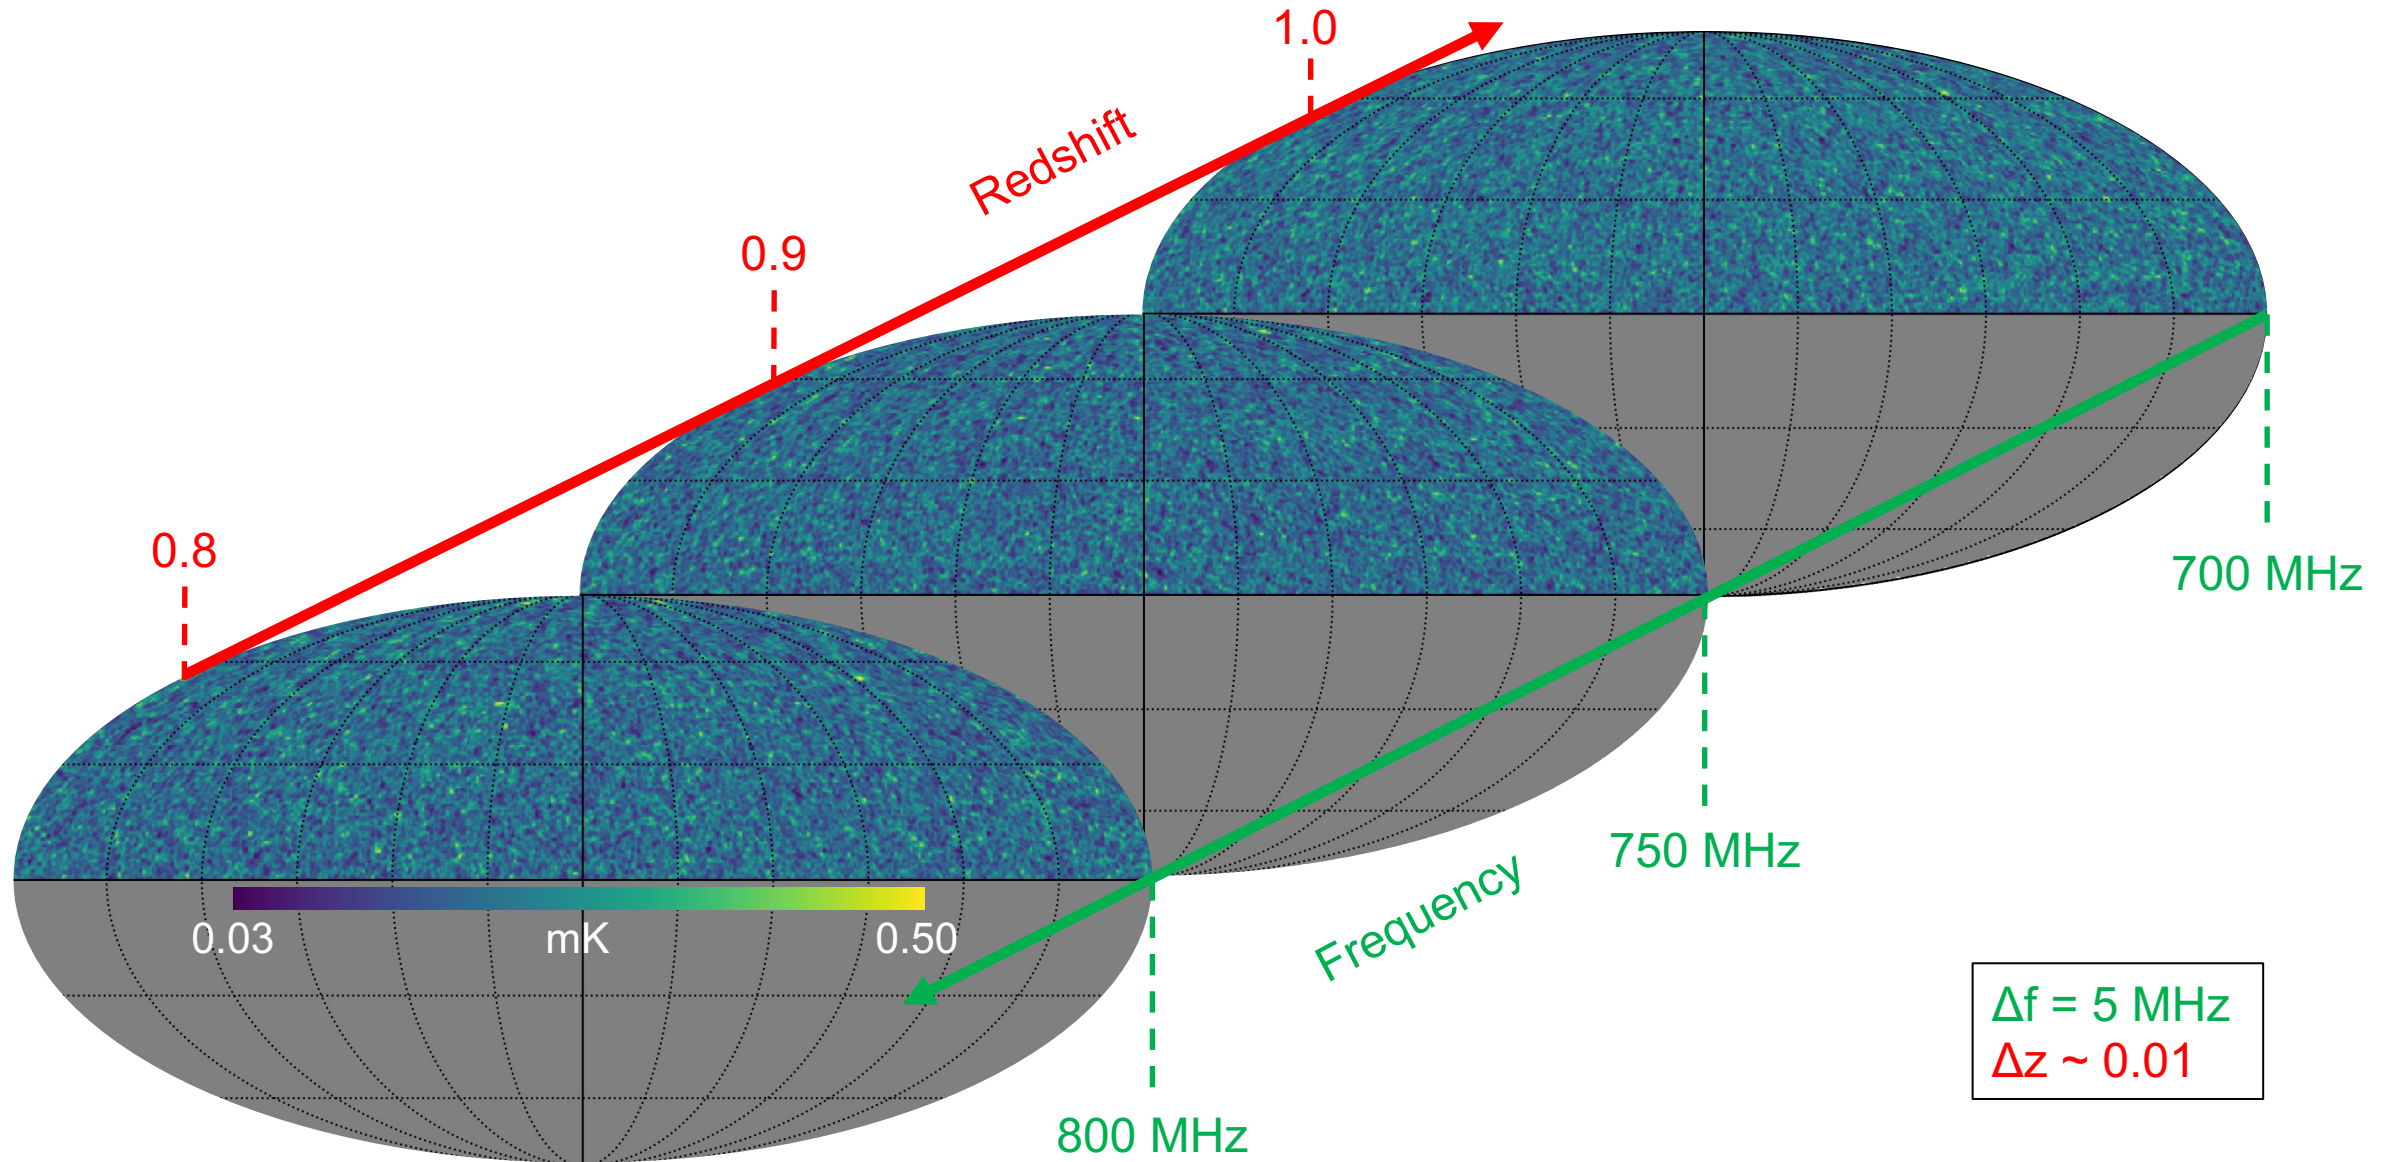 1.0
Redshift
0.9
0.8
700 MHz
750 MHz
Frequency
0.03 mK 0.50
800 MHz
Δf = 5 MHz
Δz ~ 0.01